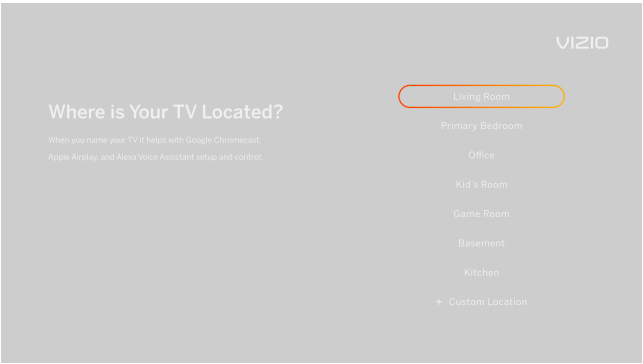 VIZIO
Where is Your TV Located?
When you name your TV it helps with Google Chromecast,
Apple Airplay, and Alexa Voice Assistant setup and control.
Living Room
Primary Bedroom
Office
Kid's Room
Game Room
Basement
Kitchen
+ Custom Location